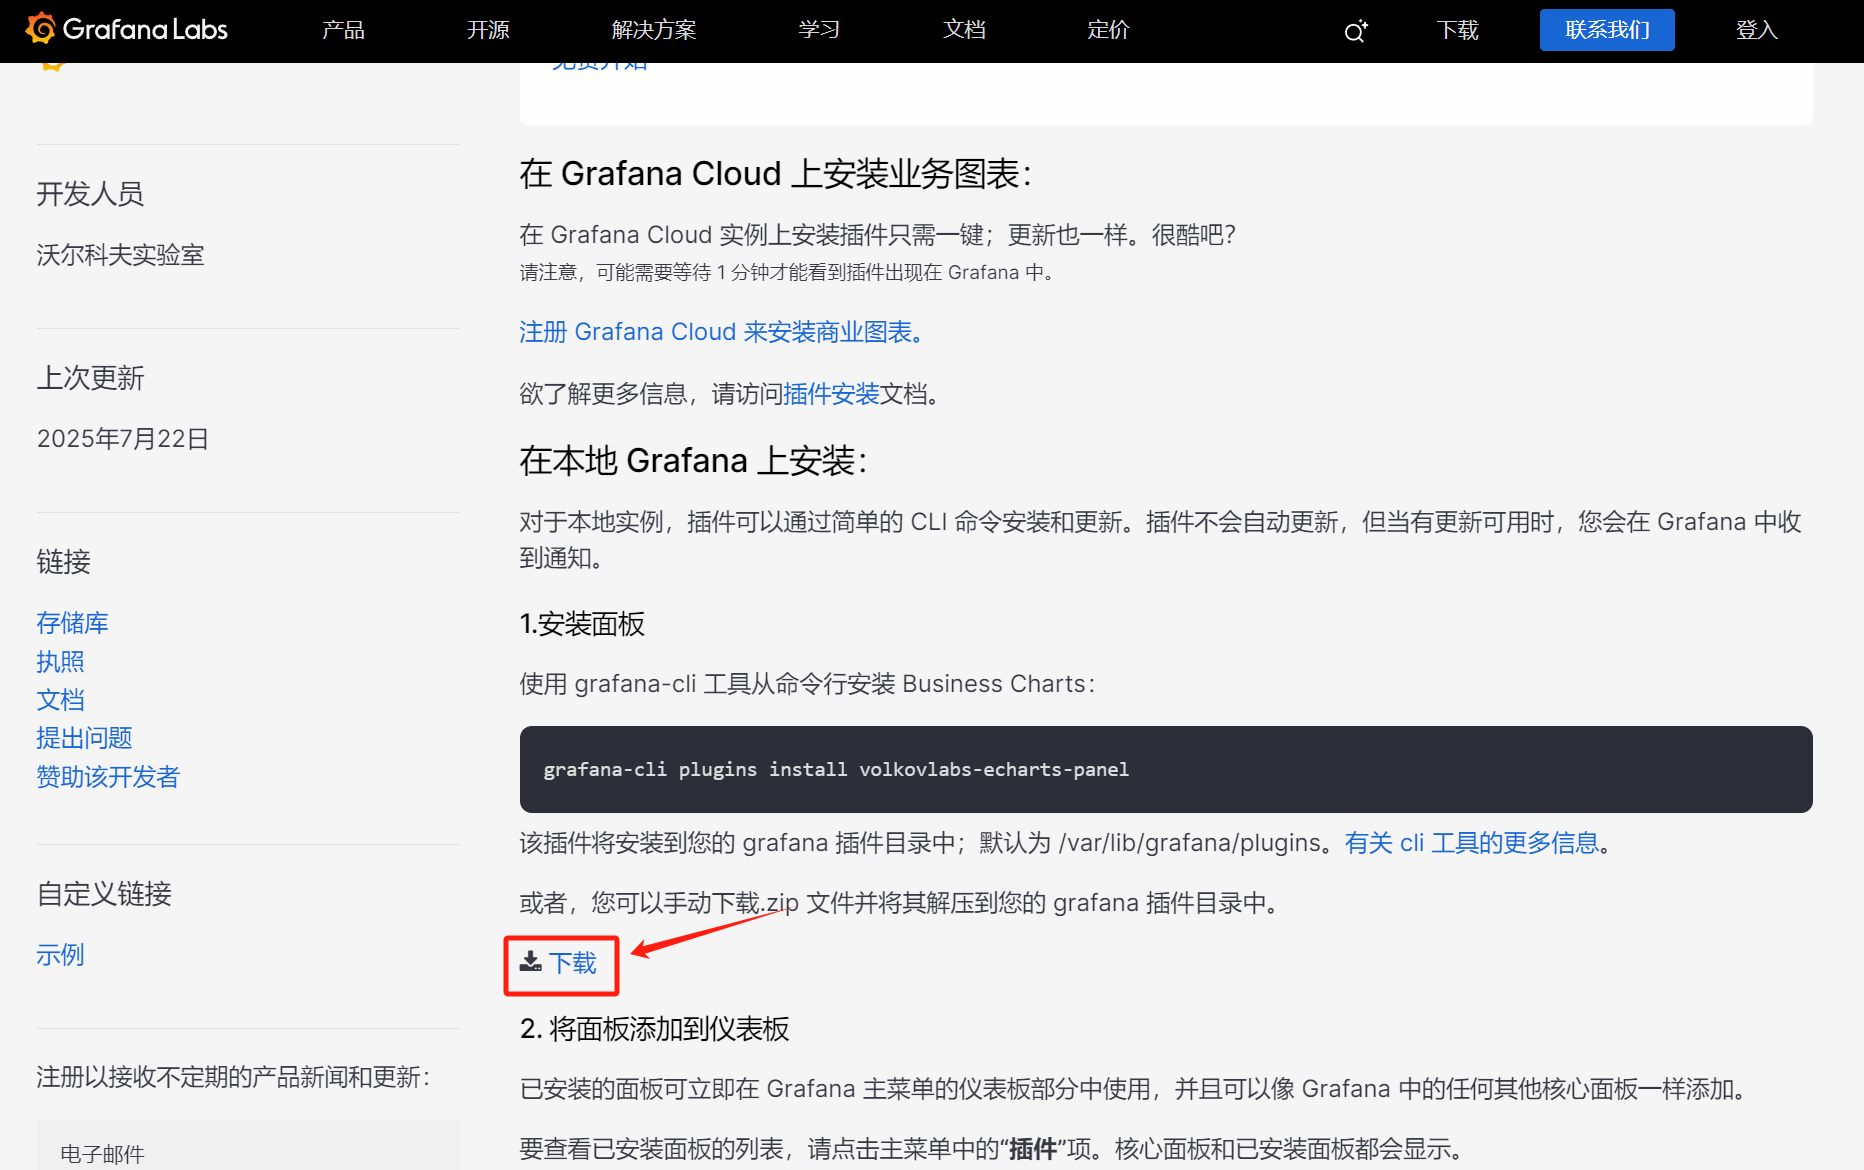 Grafana Labs 产品 开源 解决方案 学习 文档 定价 下载 联系我们 登入
开发人员
沃尔科夫实验室
上次更新
2025年7月22日
链接
存储库
执照
文档
提出问题
赞助该开发者
自定义链接
示例
注册以接收不定期的产品新闻和更新：
电子邮件
免费开始
在 Grafana Cloud 上安装业务图表：
在 Grafana Cloud 实例上安装插件只需一键；更新也一样。很酷吧？
请注意，可能需要等待 1 分钟才能看到插件出现在 Grafana 中。
注册 Grafana Cloud 来安装商业图表。
欲了解更多信息，请访问插件安装文档。
在本地 Grafana 上安装：
对于本地实例，插件可以通过简单的 CLI 命令安装和更新。插件不会自动更新，但当有更新可用时，您会在 Grafana 中收
到通知。
1.安装面板
使用 grafana-cli 工具从命令行安装 Business Charts：
grafana-cli plugins install volkovlabs-echarts-panel
该插件将安装到您的 grafana 插件目录中；默认为 /var/lib/grafana/plugins。有关 cli 工具的更多信息。
或者，您可以手动下载.zip 文件并将其解压到您的 grafana 插件目录中。
下载
2. 将面板添加到仪表板
已安装的面板可立即在 Grafana 主菜单的仪表板部分中使用，并且可以像 Grafana 中的任何其他核心面板一样添加。
要查看已安装面板的列表，请点击主菜单中的“插件”项。核心面板和已安装面板都会显示。